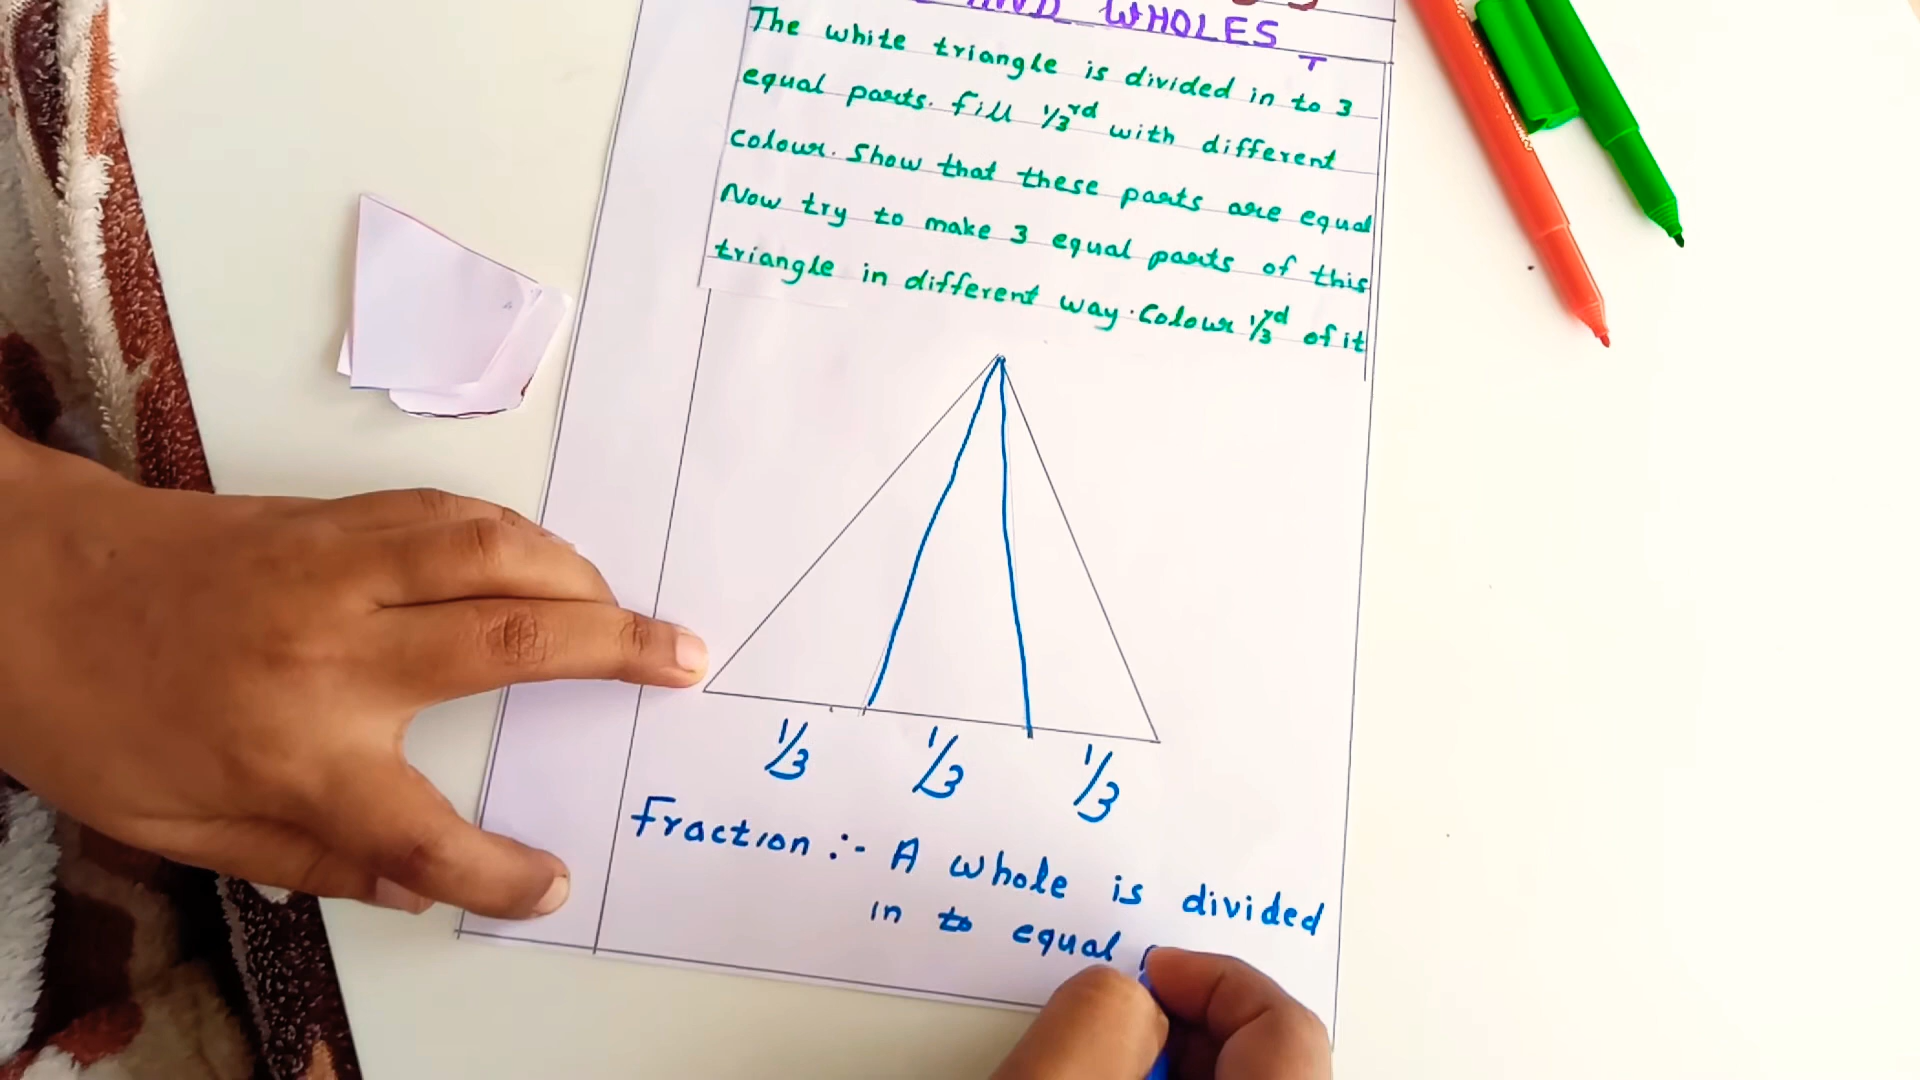 AND WHOLES
The white triangle is divided in to 3
equal parts. fill 1/3rd with different
colour. Show that these parts are equal
Now try to make 3 equal parts of this
triangle in different way. Colour 1/3rd of it
1/3 1/3 1/3
Fraction :- A whole is divided
in to equal